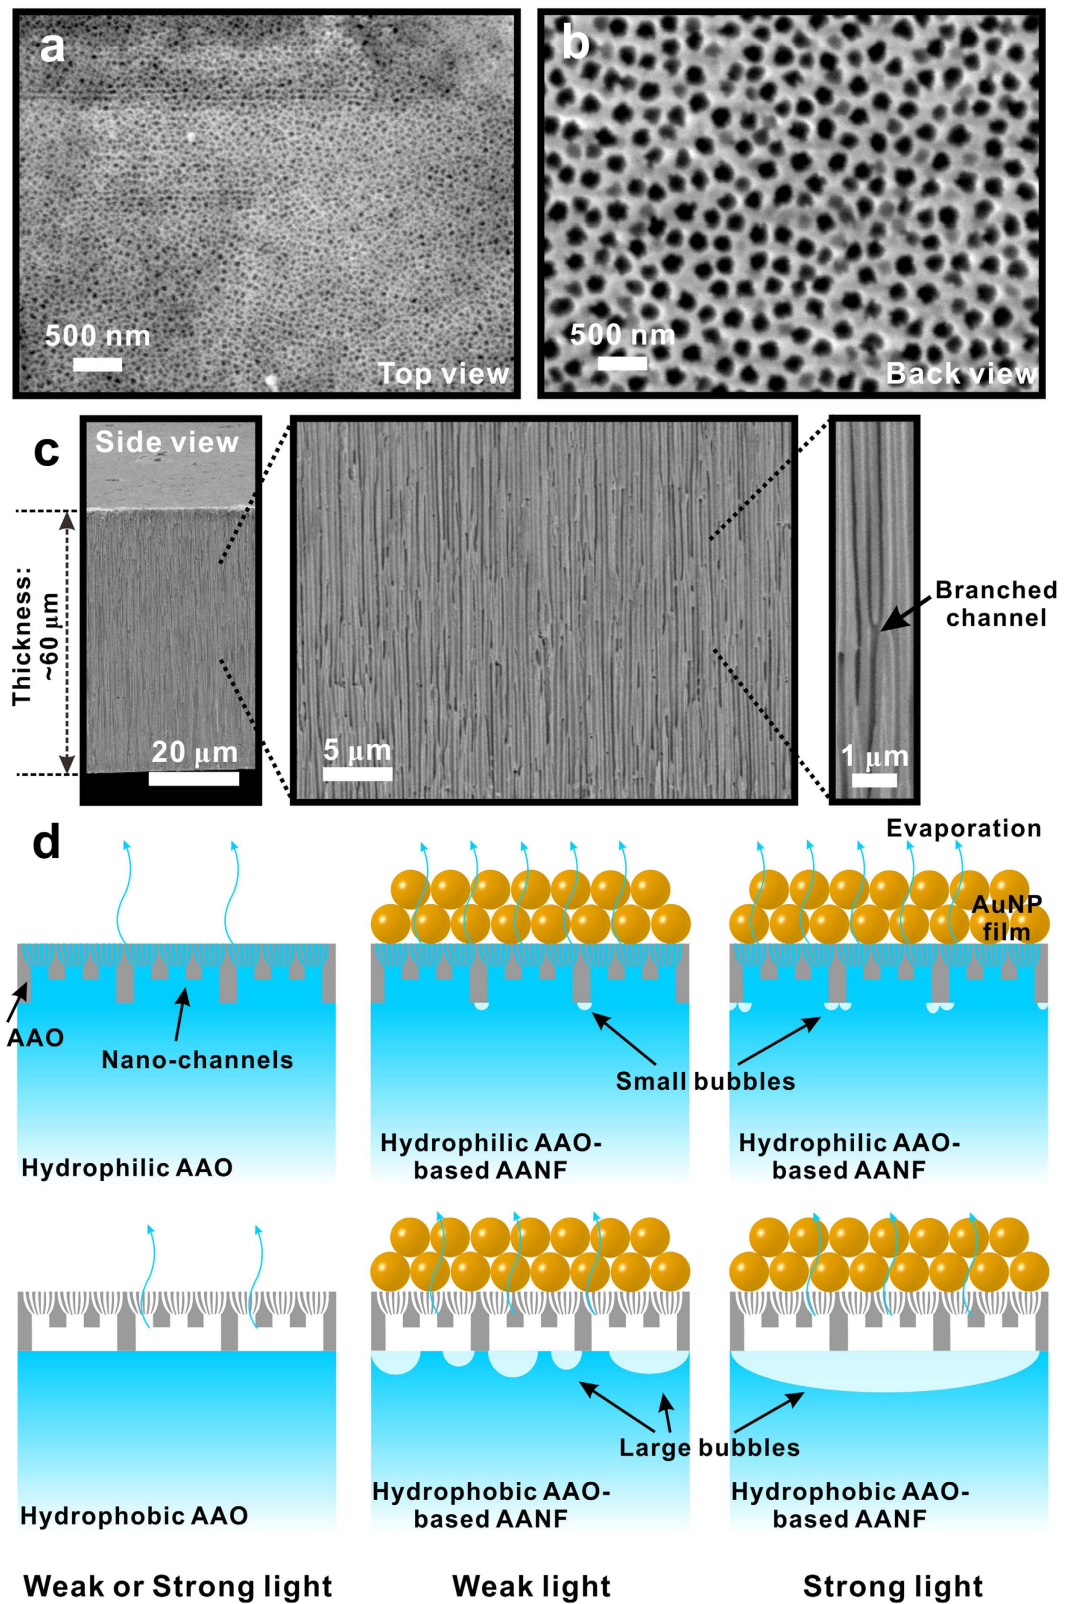 a
500 nm
Top view
b
500 nm
Back view
c
Side view
Thickness:
~60 μm
20 μm
5 μm
1 μm
Branched
channel
d
Evaporation
AuNP
film
AAO
Nano-channels
Hydrophilic AAO
Small bubbles
Hydrophilic AAO-
based AANF
Hydrophilic AAO-
based AANF
Hydrophobic AAO
Large bubbles
Hydrophobic AAO-
based AANF
Hydrophobic AAO-
based AANF
Weak or Strong light
Weak light
Strong light